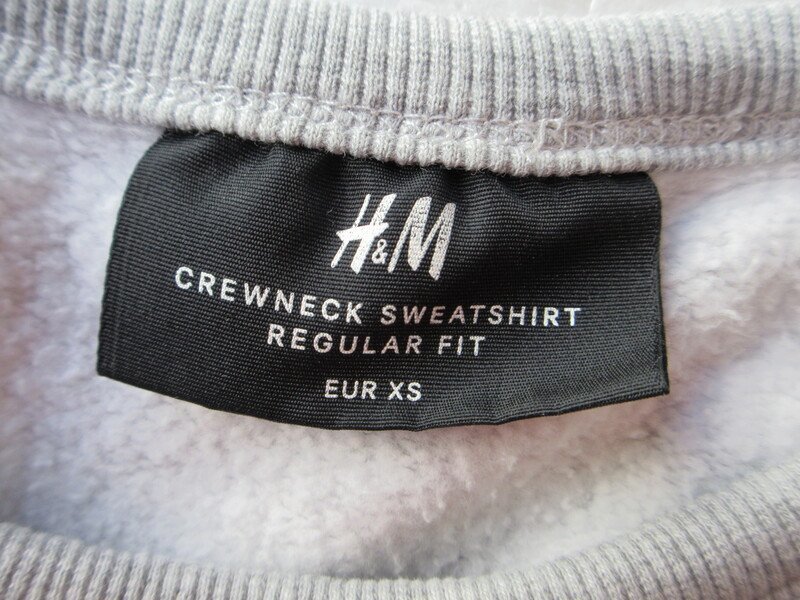 H&M
CREWNECK SWEATSHIRT
REGULAR FIT
EUR XS